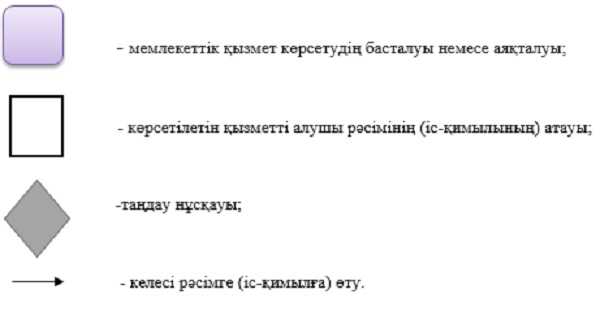 - мемлекеттік қызмет көрсетудің басталуы немесе аяқталуы;
- көрсетілетін қызметті алушы рәсімінің (іс-қимылының) атауы;
-таңдау нұсқауы;
- келесі рәсімге (іс-қимылға) өту.